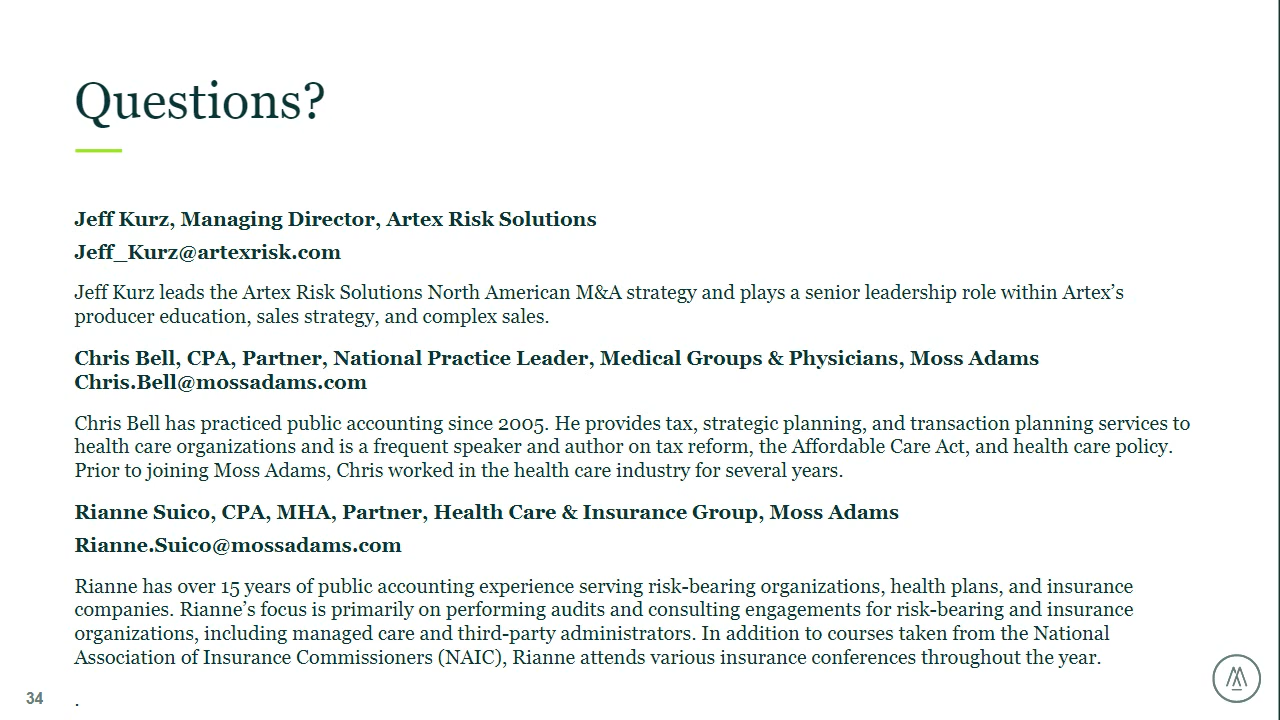 Questions?
Jeff Kurz, Managing Director, Artex Risk Solutions
Jeff_Kurz@artexrisk.com
Jeff Kurz leads the Artex Risk Solutions North American M&A strategy and plays a senior leadership role within Artex’s
producer education, sales strategy, and complex sales.
Chris Bell, CPA, Partner, National Practice Leader, Medical Groups & Physicians, Moss Adams
Chris.Bell@mossadams.com
Chris Bell has practiced public accounting since 2005. He provides tax, strategic planning, and transaction planning services to
health care organizations and is a frequent speaker and author on tax reform, the Affordable Care Act, and health care policy.
Prior to joining Moss Adams, Chris worked in the health care industry for several years.
Rianne Suico, CPA, MHA, Partner, Health Care & Insurance Group, Moss Adams
Rianne.Suico@mossadams.com
Rianne has over 15 years of public accounting experience serving risk-bearing organizations, health plans, and insurance
companies. Rianne’s focus is primarily on performing audits and consulting engagements for risk-bearing and insurance
organizations, including managed care and third-party administrators. In addition to courses taken from the National
Association of Insurance Commissioners (NAIC), Rianne attends various insurance conferences throughout the year.
34 .